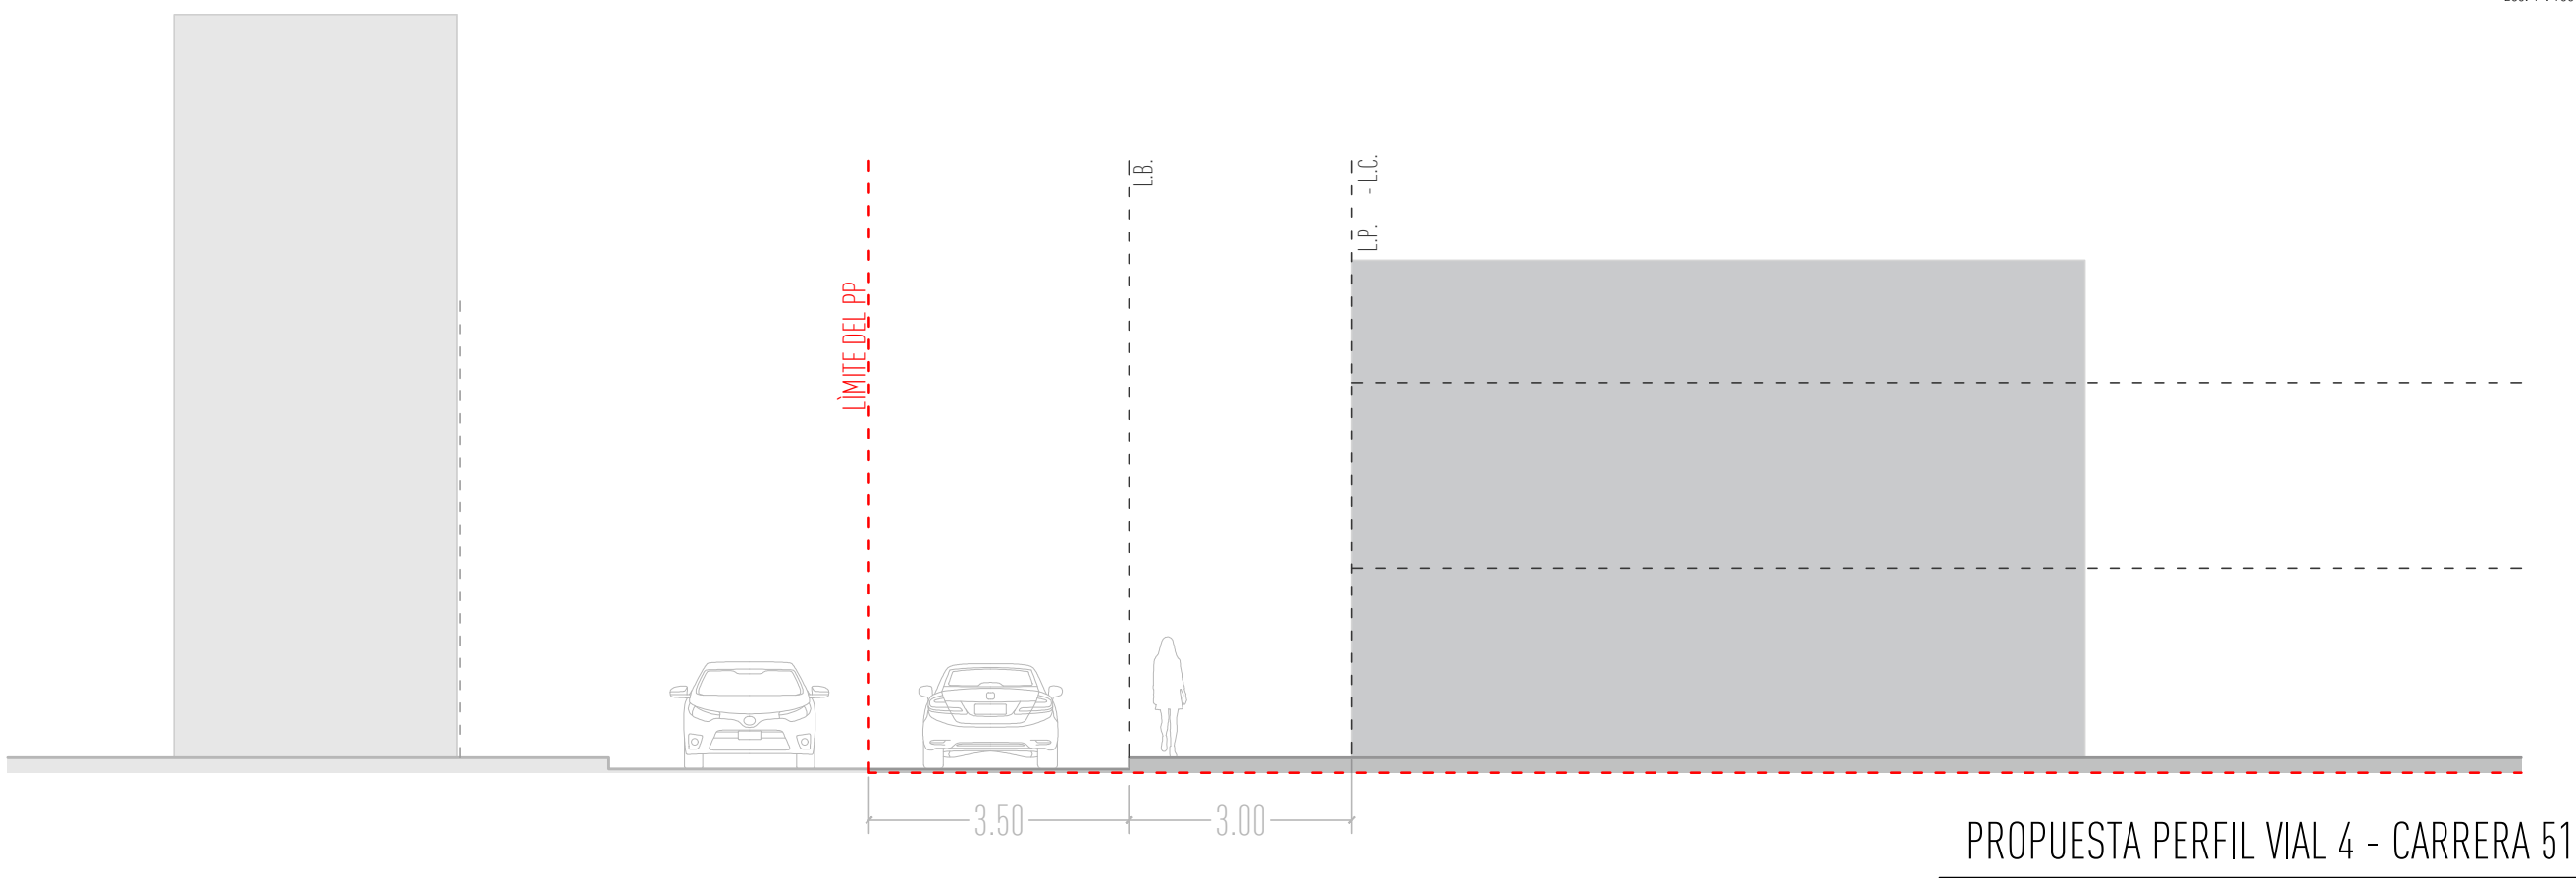 L.B.
L.P. - L.C.
LÌMITE DEL PP
3.50
3.00
PROPUESTA PERFIL VIAL 4 - CARRERA 51